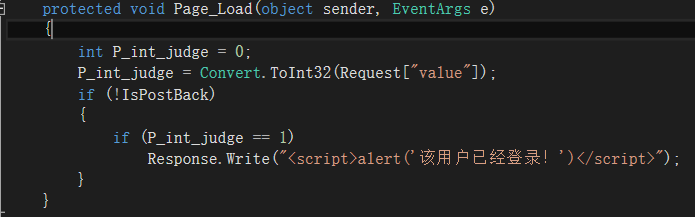 protected void Page_Load(object sender, EventArgs e)
{
int P_int_judge = 0;
P_int_judge = Convert.ToInt32(Request["value"]);
if (!IsPostBack)
{
if (P_int_judge == 1)
Response.Write("<script>alert('该用户已经登录！')</script>");
}
}